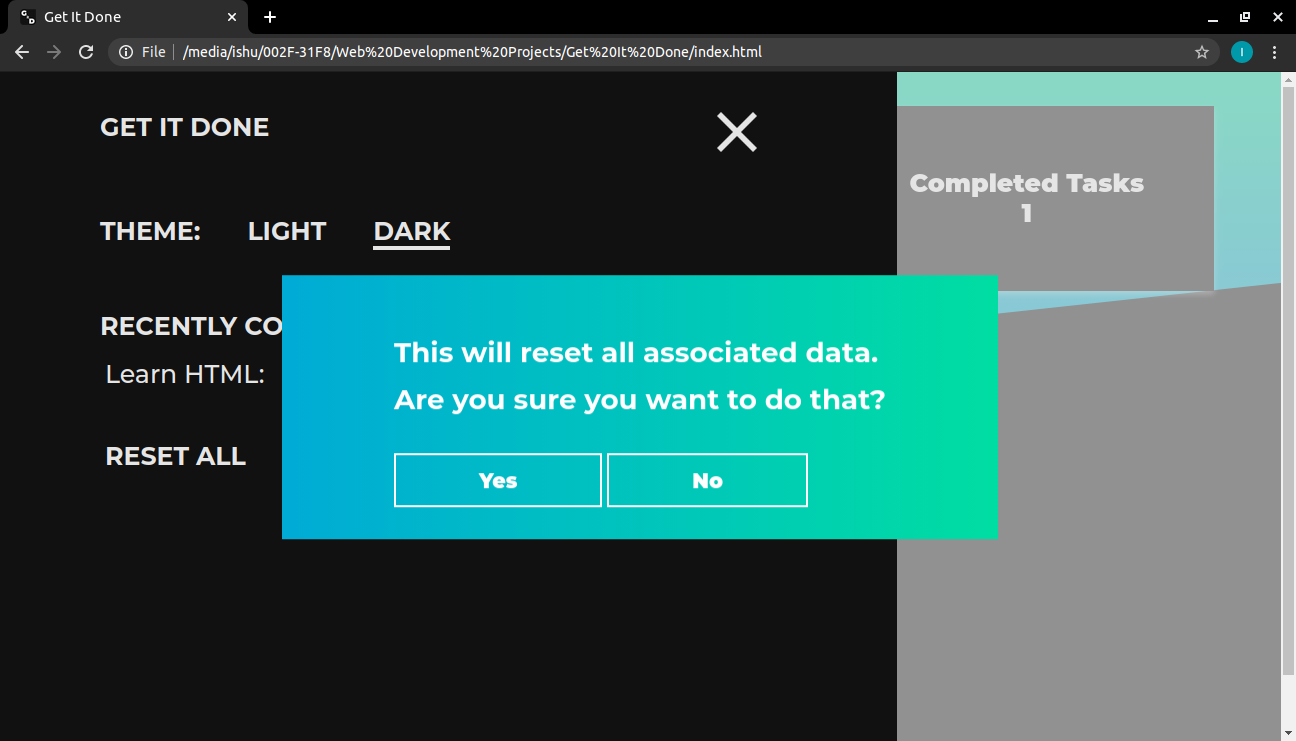 Get It Done
File
/media/ishu/002F-31F8/Web%20Development%20Projects/Get%20It%20Done/index.html
I
GET IT DONE
THEME: LIGHT DARK
Completed Tasks
1
RECENTLY CO
Learn HTML:
RESET ALL
This will reset all associated data.
Are you sure you want to do that?
Yes No